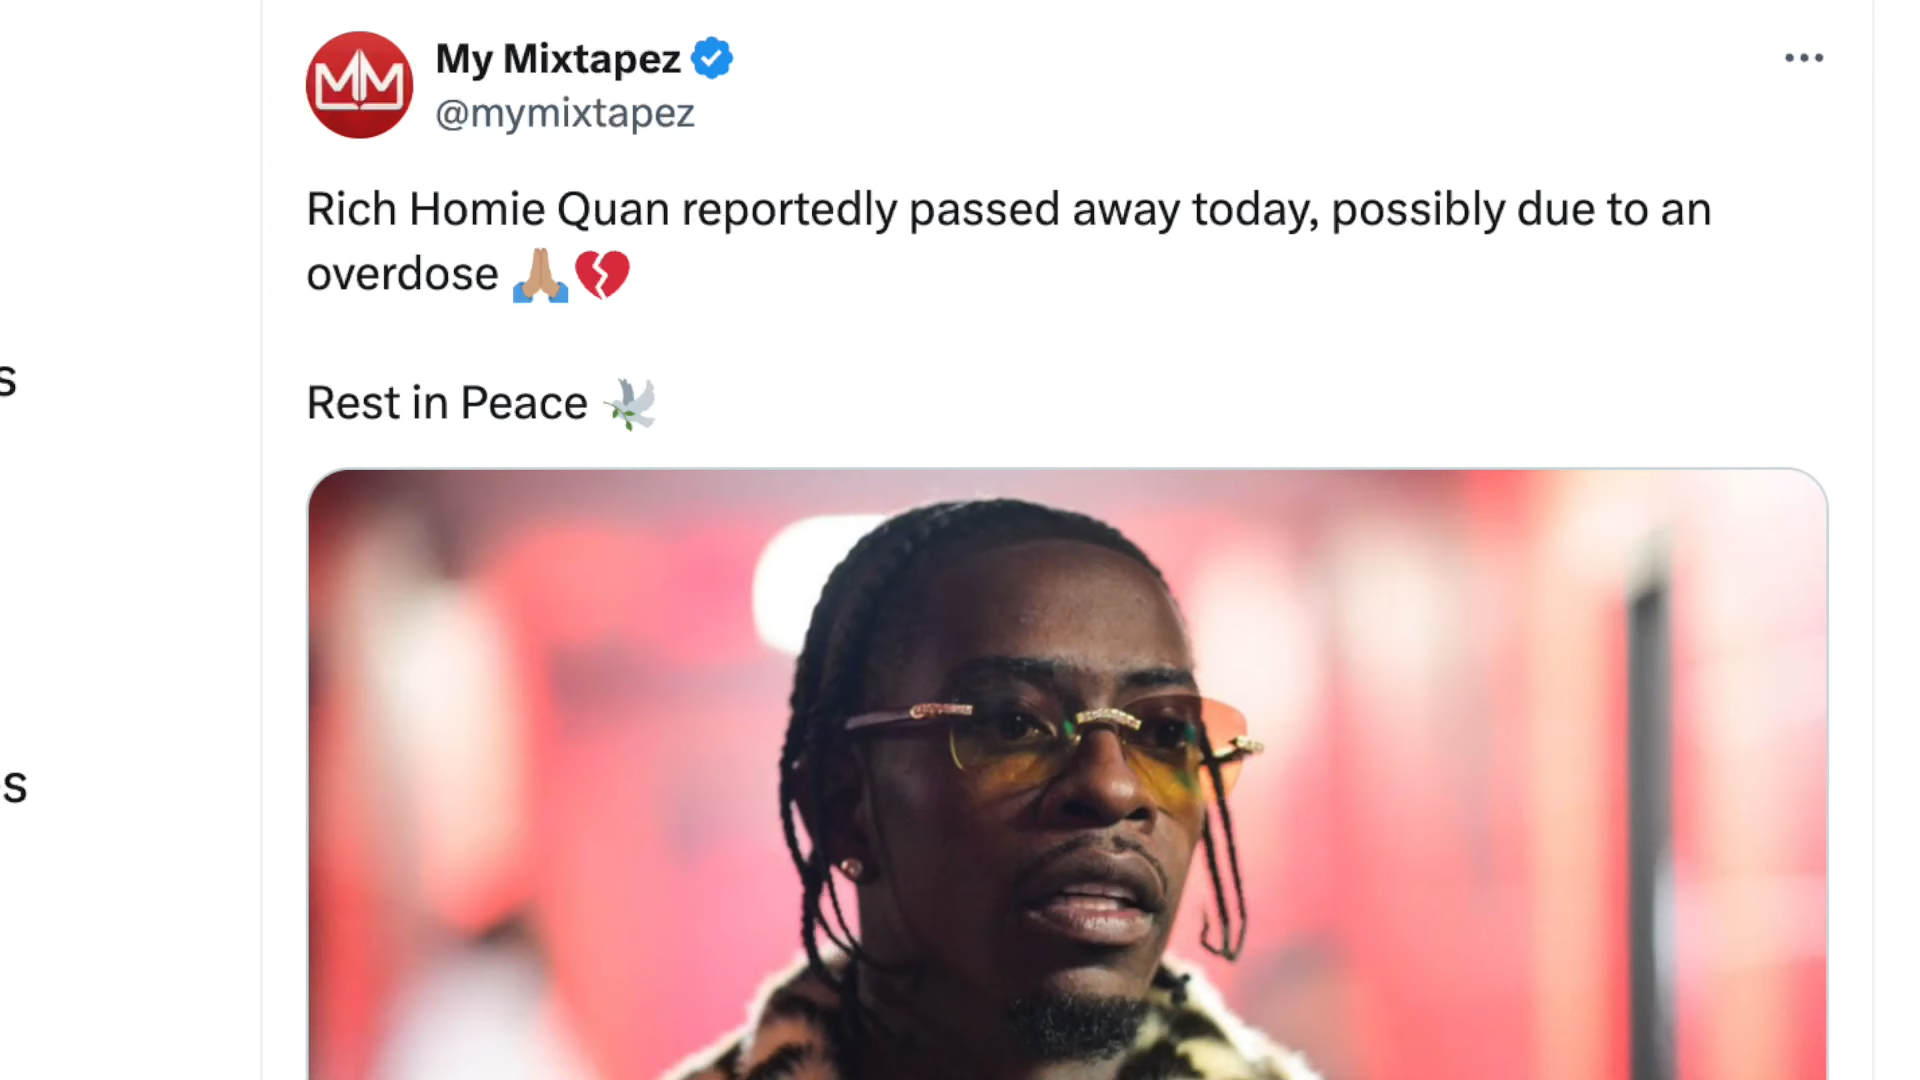 My Mixtapez
@mymixtapez
Rich Homie Quan reportedly passed away today, possibly due to an
overdose 🙏🏽💔
Rest in Peace 🕊️
s
s